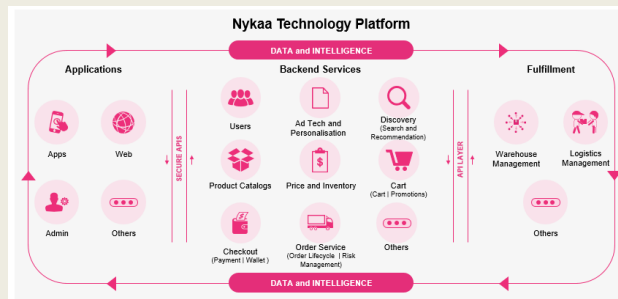 Nykaa Technology Platform
DATA and INTELLIGENCE
Applications
Backend Services
Fulfillment
Apps
Web
Admin
Others
SECURE APIS
Users
Ad Tech and
Personalisation
Discovery
(Search and
Recommendation)
Product Catalogs
Price and Inventory
Cart
(Cart | Promotions)
Checkout
(Payment | Wallet )
Order Service
(Order Lifecycle | Risk
Management)
Others
API LAYER
Warehouse
Management
Logistics
Management
Others
DATA and INTELLIGENCE